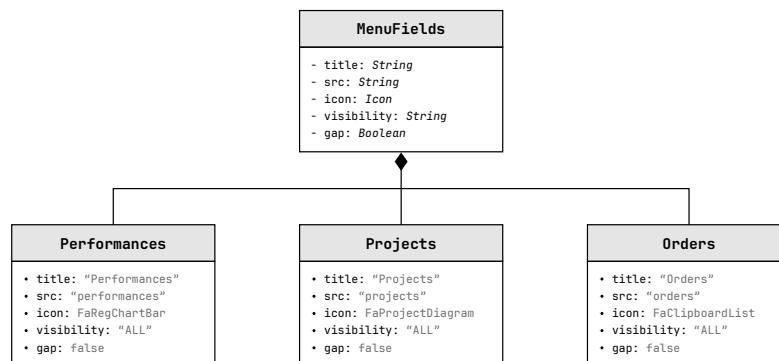 MenuFields
- title: String
- src: String
- icon: Icon
- visibility: String
- gap: Boolean
Performances
• title: “Performances”
• src: “performances”
• icon: FaRegChartBar
• visibility: “ALL”
• gap: false
Projects
• title: “Projects”
• src: “projects”
• icon: FaProjectDiagram
• visibility: “ALL”
• gap: false
Orders
• title: “Orders”
• src: “orders”
• icon: FaClipboardList
• visibility: “ALL”
• gap: false